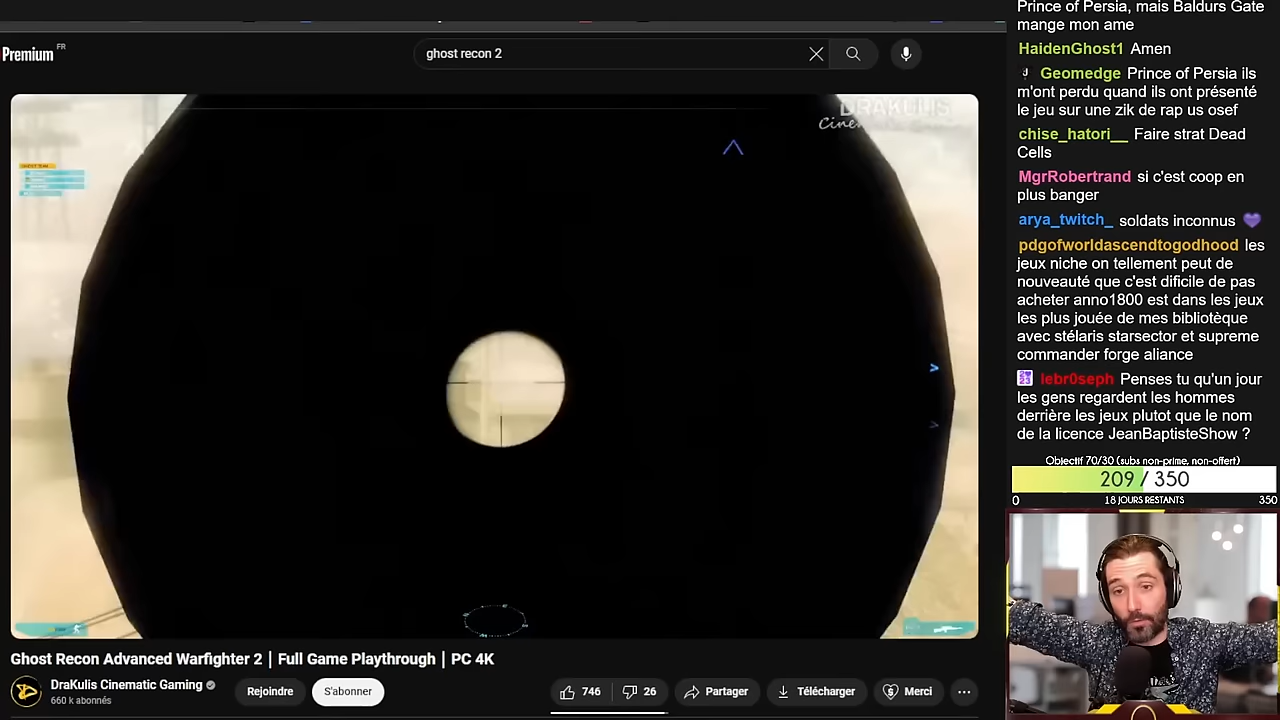 Premium FR
ghost recon 2
DRAKULIS
Ghost Recon Advanced Warfighter 2 | Full Game Playthrough | PC 4K
DraKulis Cinematic Gaming
660 k abonnés
Rejoindre
S'abonner
746
26
Partager
Télécharger
Merci
Prince of Persia, mais Baldurs Gate
mange mon ame
HaidenGhost1 Amen
Geomedge Prince of Persia ils
m'ont perdu quand ils ont présenté
le jeu sur une zik de rap us osef
chise_hatori__ Faire strat Dead
Cells
MgrRobertrand si c'est coop en
plus banger
arya_twitch_ soldats inconnus
pdgofworldascendtogodhood les
jeux niche on tellement peut de
nouveauté que c'est dificile de pas
acheter anno1800 est dans les jeux
les plus jouée de mes bibliotèque
avec stélaris starsector et supreme
commander forge aliance
lebr0seph Penses tu qu'un jour
les gens regardent les hommes
derrière les jeux plutot que le nom
de la licence JeanBaptisteShow ?
Objectif 70/30 (subs non-prime, non-offert)
209 / 350
0
18 JOURS RESTANTS
350